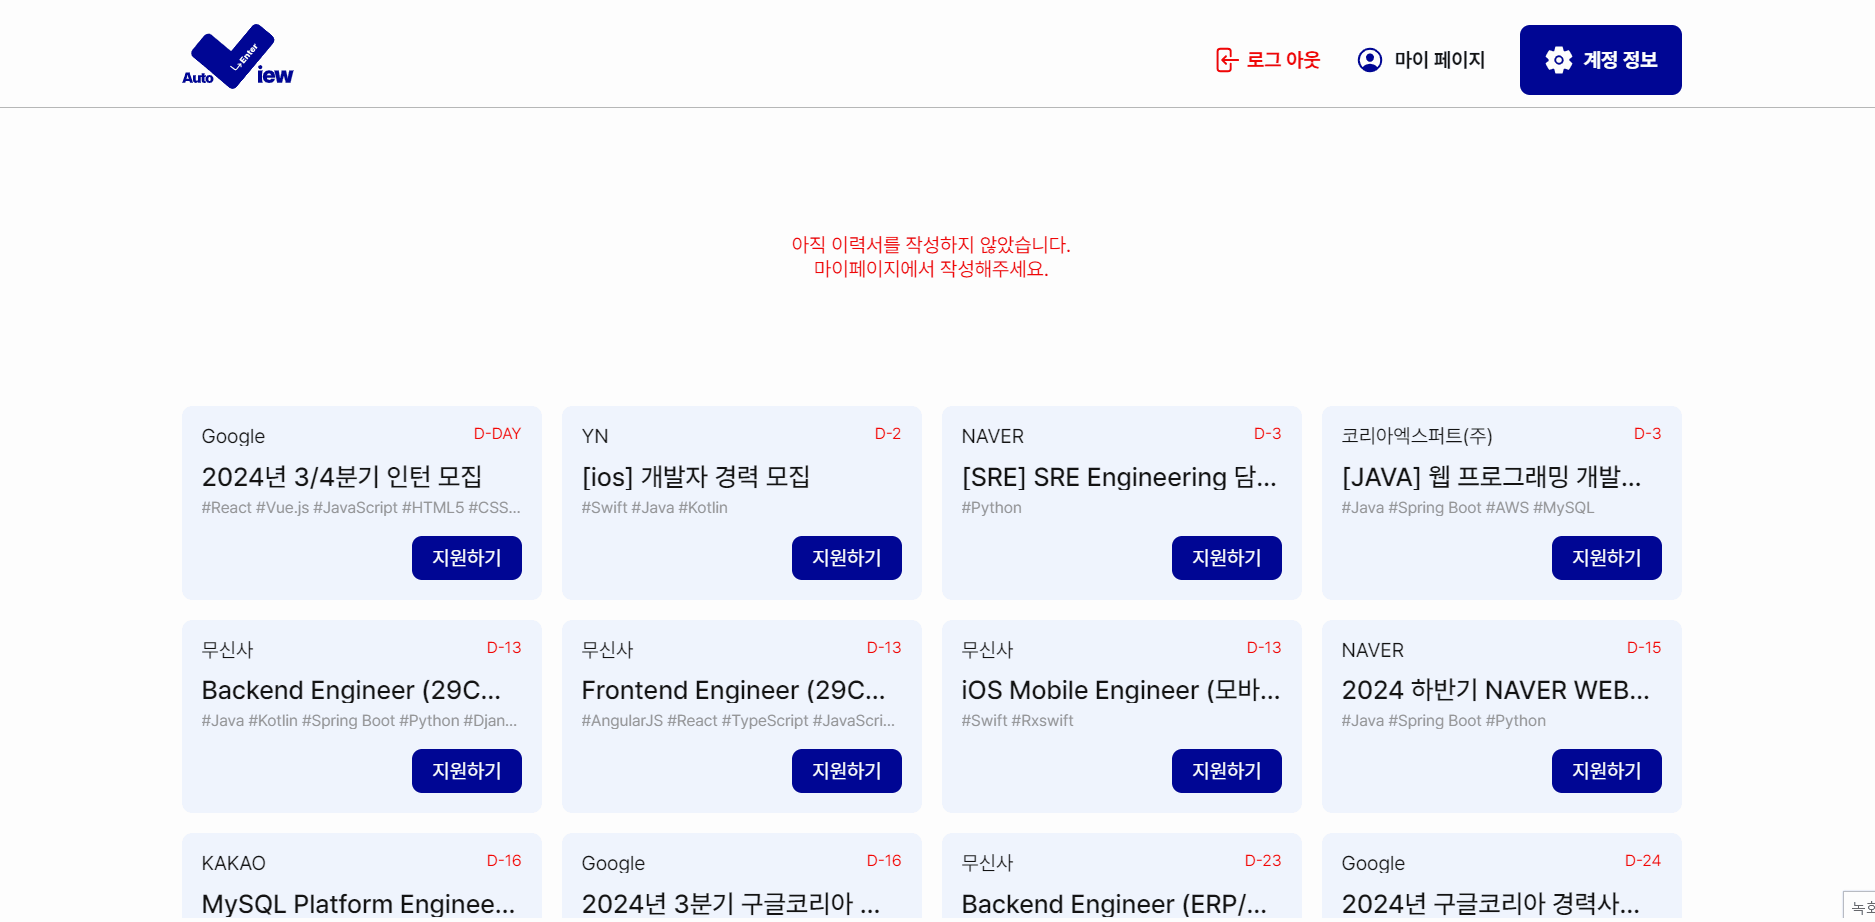 Auto
Enter
iew
로그 아웃
마이 페이지
계정 정보
아직 이력서를 작성하지 않았습니다.
마이페이지에서 작성해주세요.
Google D-DAY
2024년 3/4분기 인턴 모집
#React #Vue.js #JavaScript #HTML5 #CSS...
지원하기
YN D-2
[ios] 개발자 경력 모집
#Swift #Java #Kotlin
지원하기
NAVER D-3
[SRE] SRE Engineering 담...
#Python
지원하기
코리아엑스퍼트(주) D-3
[JAVA] 웹 프로그래밍 개발...
#Java #Spring Boot #AWS #MySQL
지원하기
무신사 D-13
Backend Engineer (29C...
#Java #Kotlin #Spring Boot #Python #Djan...
지원하기
무신사 D-13
Frontend Engineer (29C...
#AngularJS #React #TypeScript #JavaScri...
지원하기
무신사 D-13
iOS Mobile Engineer (모바...
#Swift #Rxswift
지원하기
NAVER D-15
2024 하반기 NAVER WEB...
#Java #Spring Boot #Python
지원하기
KAKAO D-16
MySQL Platform Enginee...
Google D-16
2024년 3분기 구글코리아 ...
무신사 D-23
Backend Engineer (ERP/...
Google D-24
2024년 구글코리아 경력사...